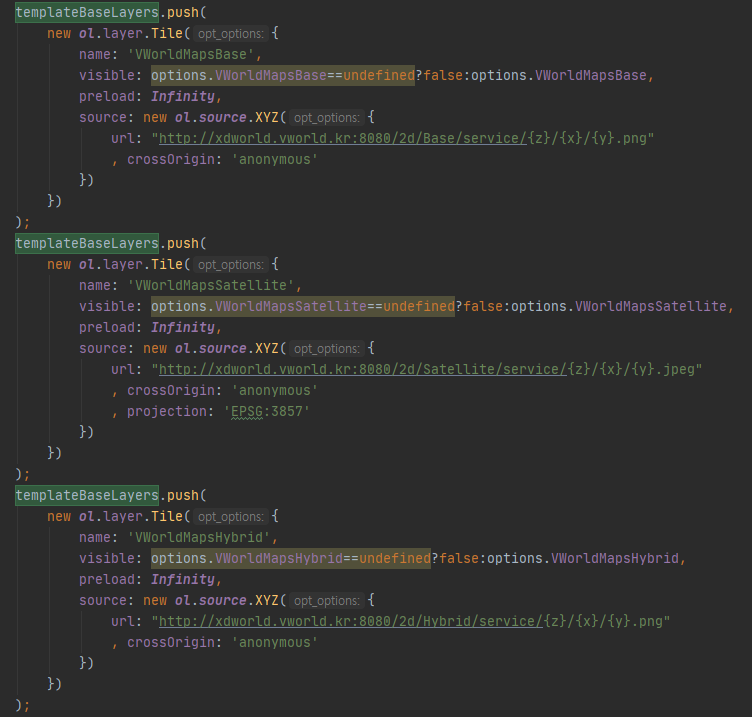 templateBaseLayers.push(
new ol.layer.Tile( opt_options: {
name: 'VWorldMapsBase',
visible: options.VWorldMapsBase==undefined?false:options.VWorldMapsBase,
preload: Infinity,
source: new ol.source.XYZ( opt_options: {
url: "http://xdworld.vworld.kr:8080/2d/Base/service/{z}/{x}/{y}.png"
, crossOrigin: 'anonymous'
})
})
);
templateBaseLayers.push(
new ol.layer.Tile( opt_options: {
name: 'VWorldMapsSatellite',
visible: options.VWorldMapsSatellite==undefined?false:options.VWorldMapsSatellite,
preload: Infinity,
source: new ol.source.XYZ( opt_options: {
url: "http://xdworld.vworld.kr:8080/2d/Satellite/service/{z}/{x}/{y}.jpeg"
, crossOrigin: 'anonymous'
, projection: 'EPSG:3857'
})
})
);
templateBaseLayers.push(
new ol.layer.Tile( opt_options: {
name: 'VWorldMapsHybrid',
visible: options.VWorldMapsHybrid==undefined?false:options.VWorldMapsHybrid,
preload: Infinity,
source: new ol.source.XYZ( opt_options: {
url: "http://xdworld.vworld.kr:8080/2d/Hybrid/service/{z}/{x}/{y}.png"
, crossOrigin: 'anonymous'
})
})
);